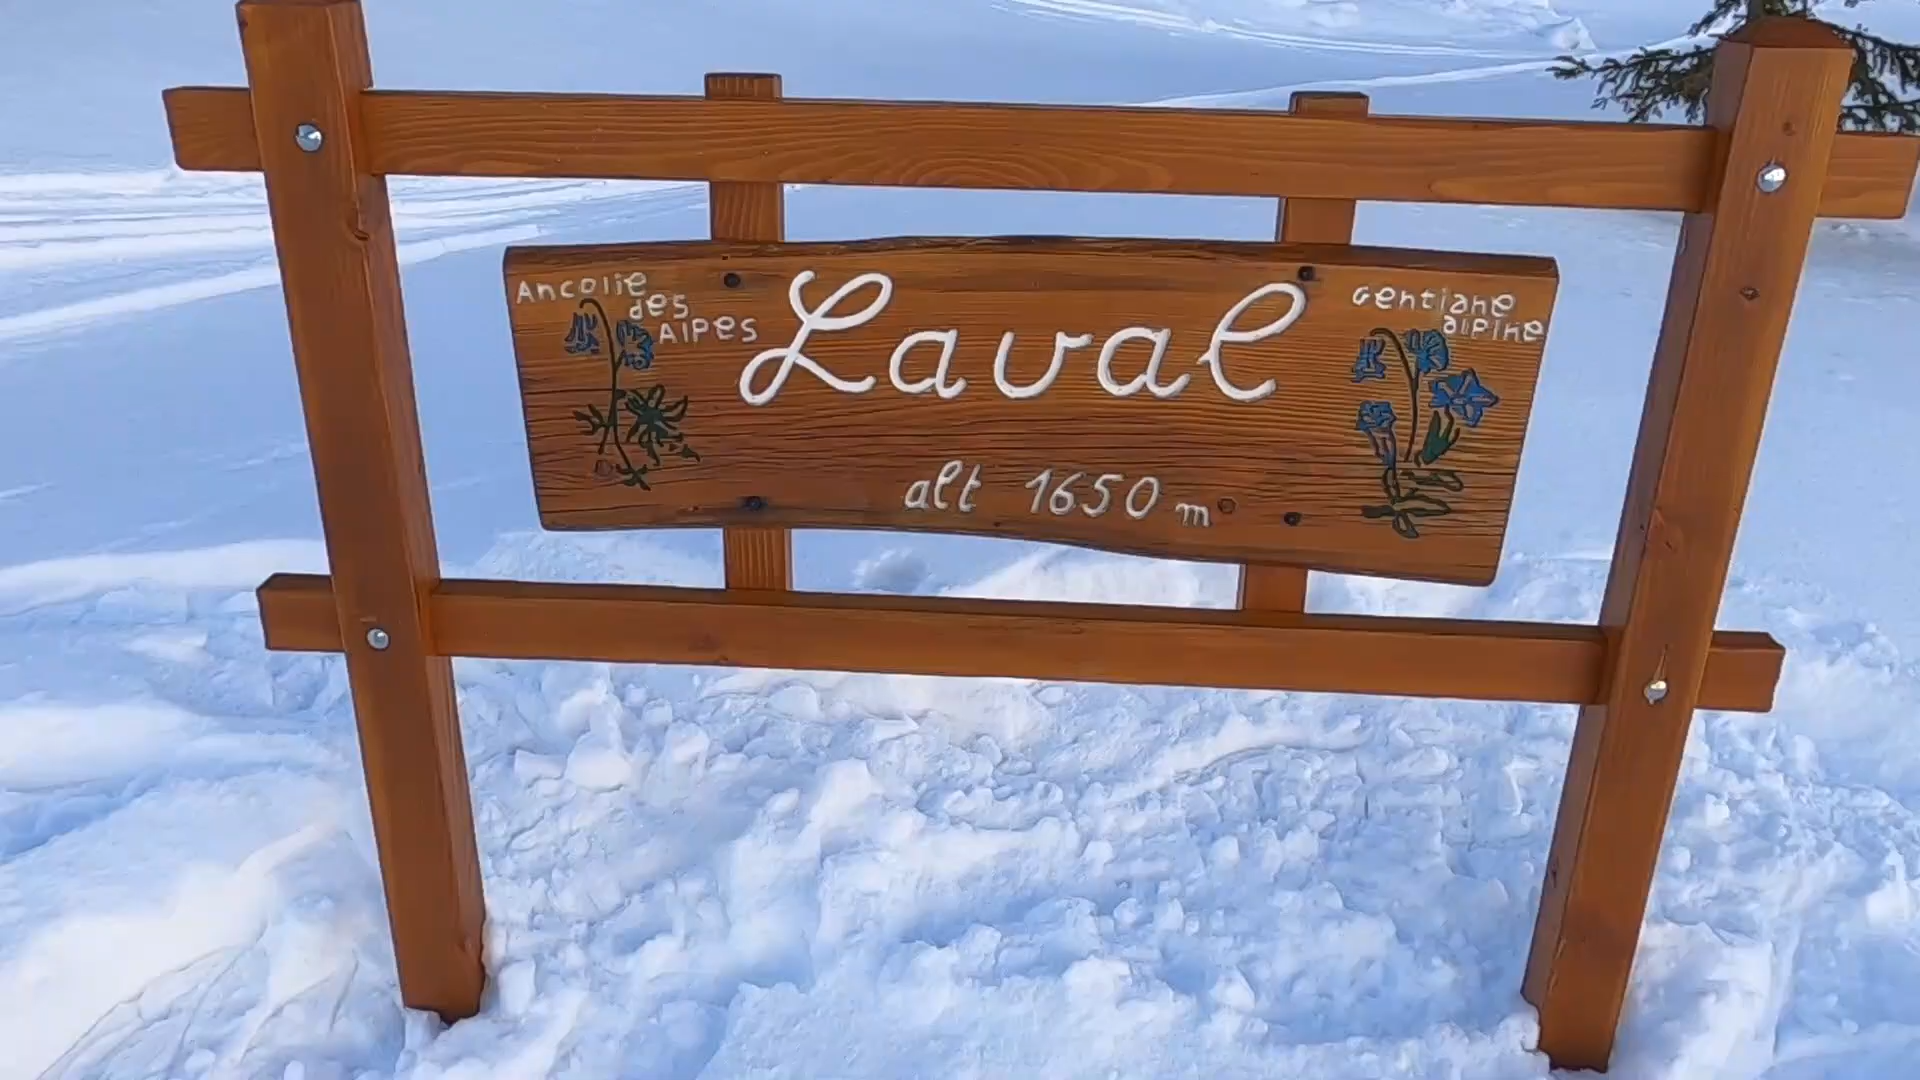 Ancolie
des
Alpes
Laval
Gentiane
alpine
alt 1650 m